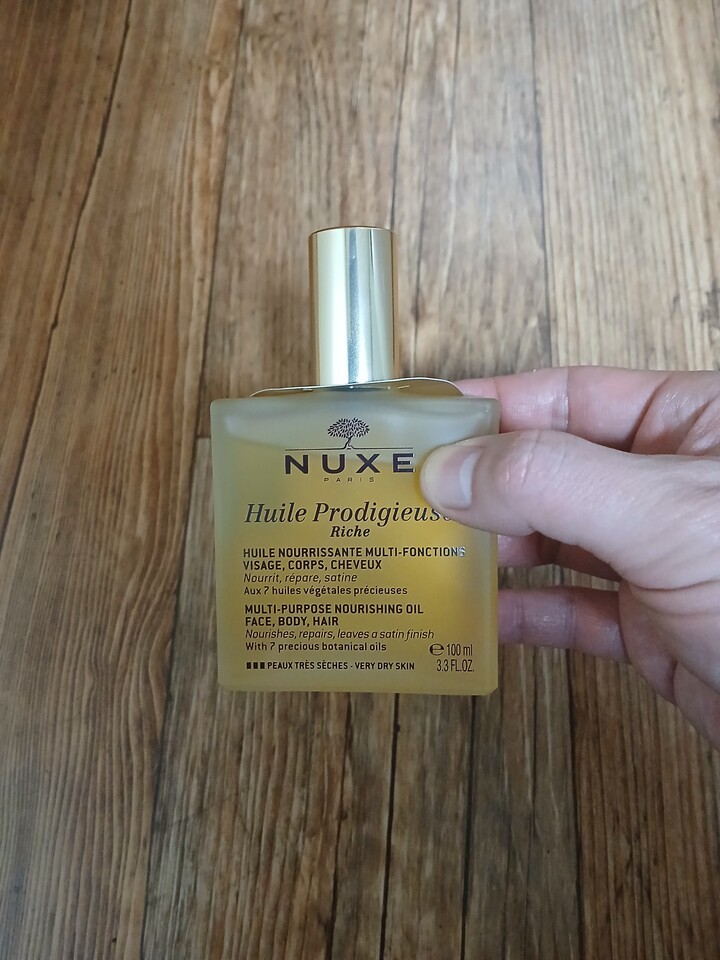 NUXE
PARIS
Huile Prodigieuse
Riche
HUILE NOURRISSANTE MULTI-FONCTIONS
VISAGE, CORPS, CHEVEUX
Nourrit, répare, satine
Aux 7 huiles végétales précieuses
MULTI-PURPOSE NOURISHING OIL
FACE, BODY, HAIR
Nourishes, repairs, leaves a satin finish
With 7 precious botanical oils
℮ 100 ml
3.3 FL.OZ.
PEAUX TRÈS SÈCHES - VERY DRY SKIN